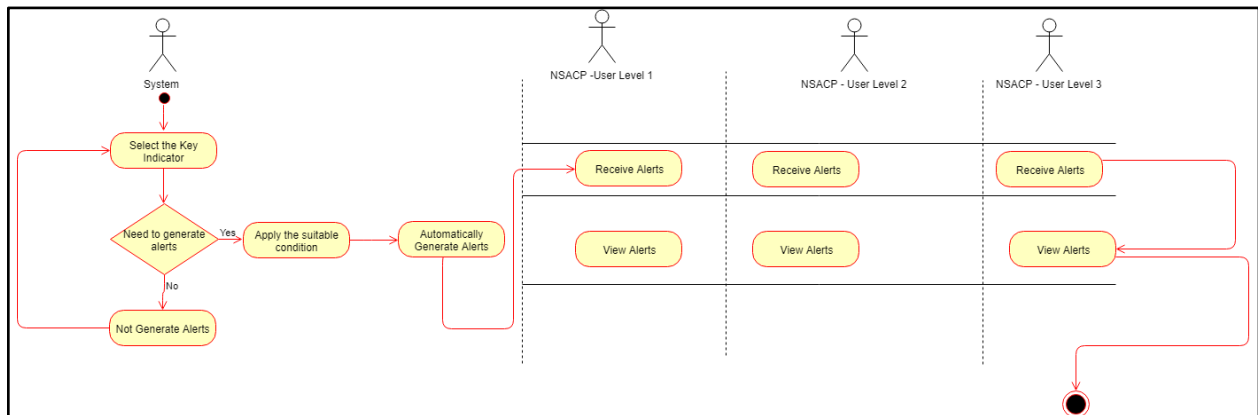 System
NSACP -User Level 1
NSACP - User Level 2
NSACP - User Level 3
Select the Key
Indicator
Receive Alerts
Receive Alerts
Receive Alerts
Need to generate
alerts
Yes
Apply the suitable
condition
Automatically
Generate Alerts
View Alerts
View Alerts
View Alerts
No
Not Generate Alerts